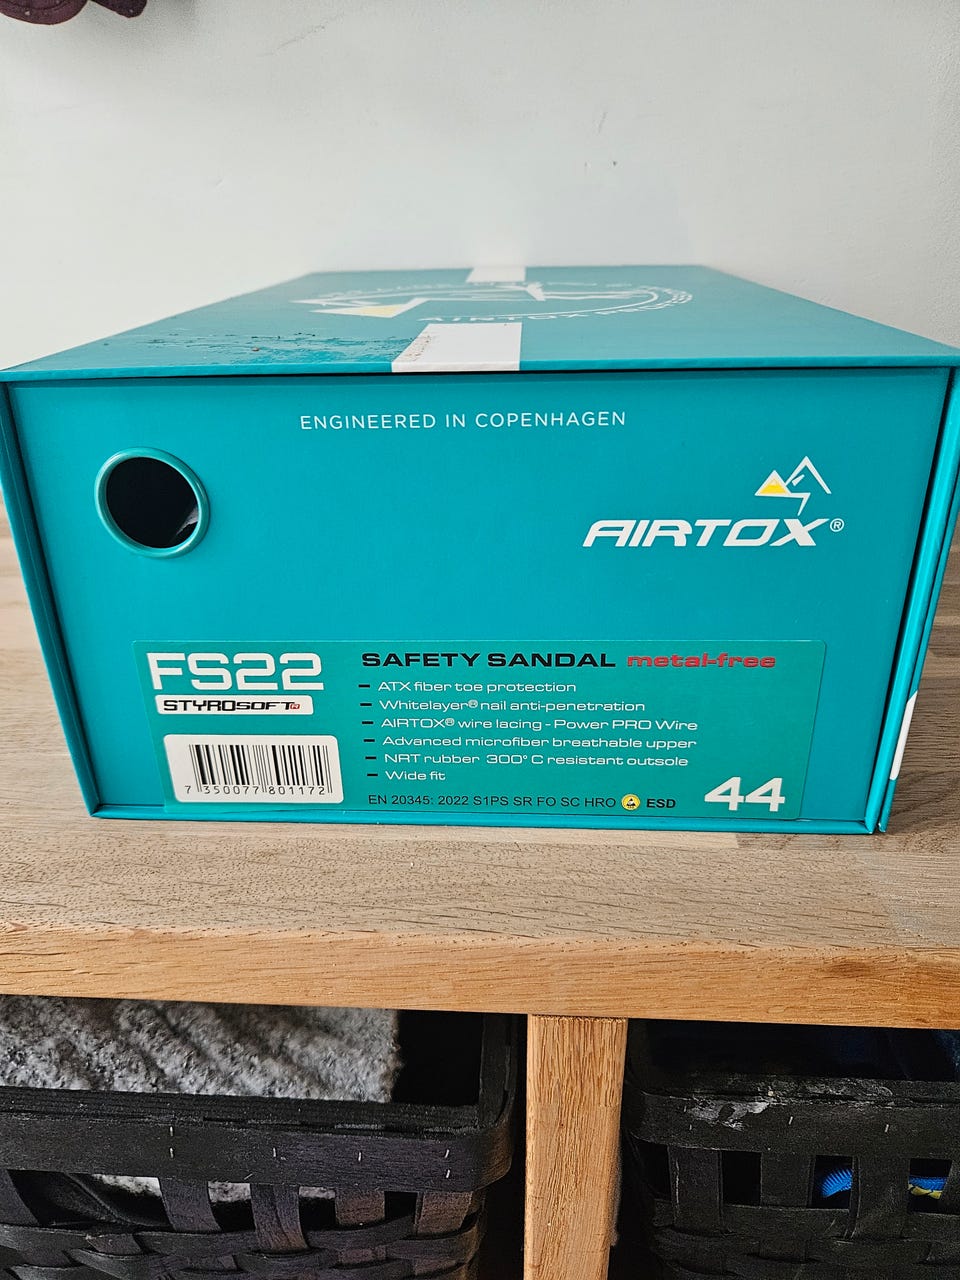 AIRTOX
ENGINEERED IN COPENHAGEN
AIRTOX®
FS22
STYROSOFT
SAFETY SANDAL metal-free
- ATX fiber toe protection
- Whitelayer® nail anti-penetration
- AIRTOX® wire lacing - Power PRO Wire
- Advanced microfiber breathable upper
- NRT rubber 300° C resistant outsole
- Wide fit
7 350077 801172
EN 20345: 2022 S1PS SR FO SC HRO ESD
44